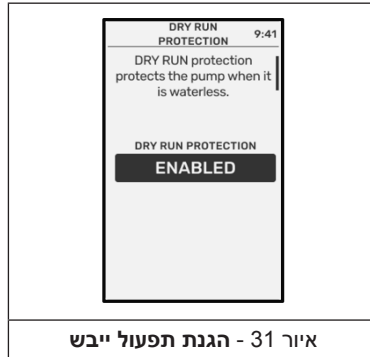 DRY RUN
PROTECTION
9:41
DRY RUN protection
protects the pump when it
is waterless.
DRY RUN PROTECTION
ENABLED
איור 31 - הגנת תפעול ייבש